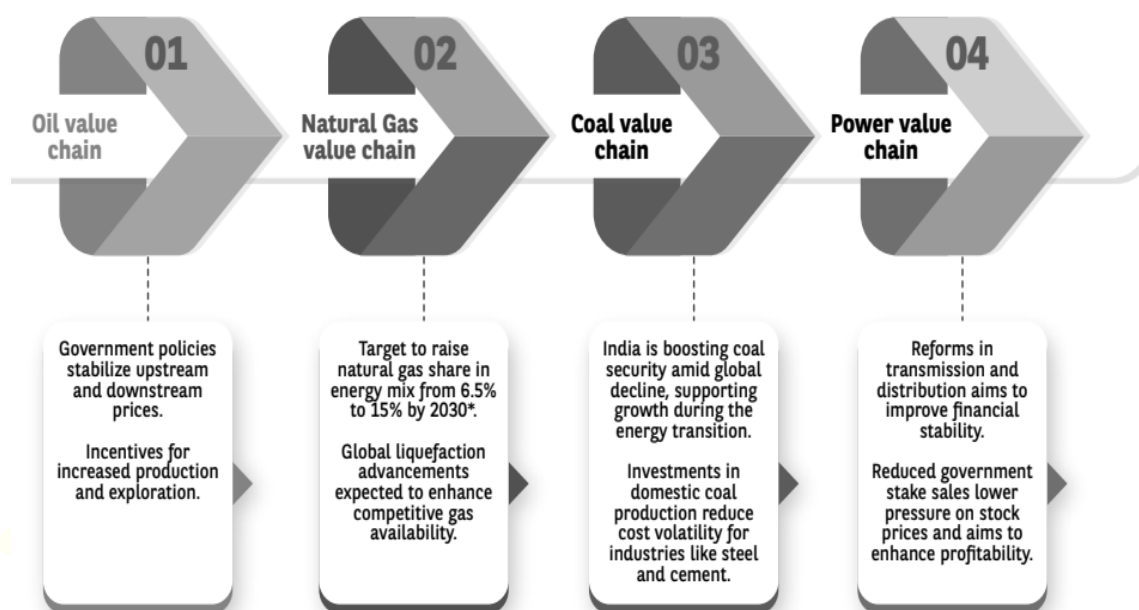 01
Oil value
chain
Government policies
stabilize upstream
and downstream
prices.
Incentives for
increased production
and exploration.
02
Natural Gas
value chain
Target to raise
natural gas share in
energy mix from 6.5%
to 15% by 2030*.
Global liquefaction
advancements
expected to enhance
competitive gas
availability.
03
Coal value
chain
India is boosting coal
security amid global
decline, supporting
growth during the
energy transition.
Investments in
domestic coal
production reduce
cost volatility for
industries like steel
and cement.
04
Power value
chain
Reforms in
transmission and
distribution aims to
improve financial
stability.
Reduced government
stake sales lower
pressure on stock
prices and aims to
enhance profitability.